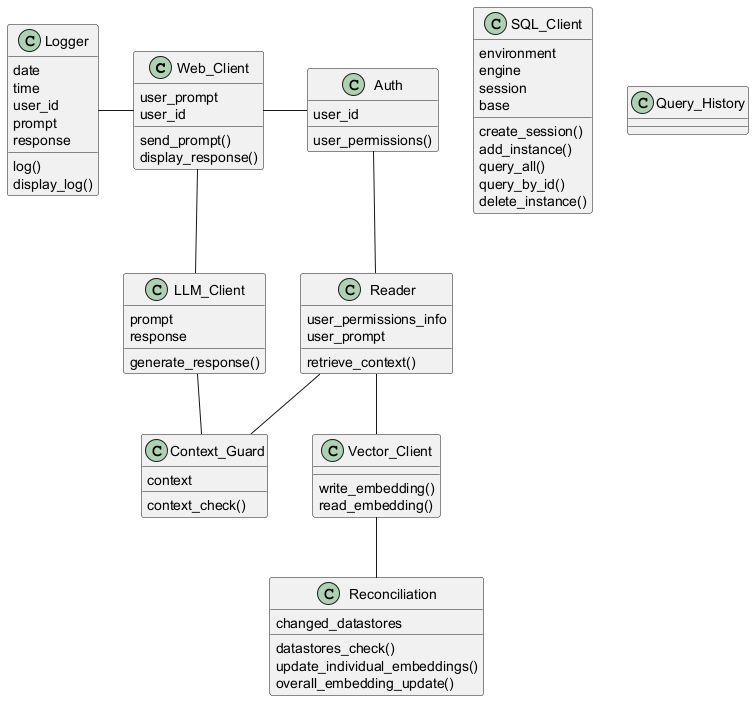 C Logger
date
time
user_id
prompt
response
log()
display_log()
C Web_Client
user_prompt
user_id
send_prompt()
display_response()
C Auth
user_id
user_permissions()
C SQL_Client
environment
engine
session
base
create_session()
add_instance()
query_all()
query_by_id()
delete_instance()
C Query_History
C LLM_Client
prompt
response
generate_response()
C Reader
user_permissions_info
user_prompt
retrieve_context()
C Context_Guard
context
context_check()
C Vector_Client
write_embedding()
read_embedding()
C Reconciliation
changed_datastores
datastores_check()
update_individual_embeddings()
overall_embedding_update()